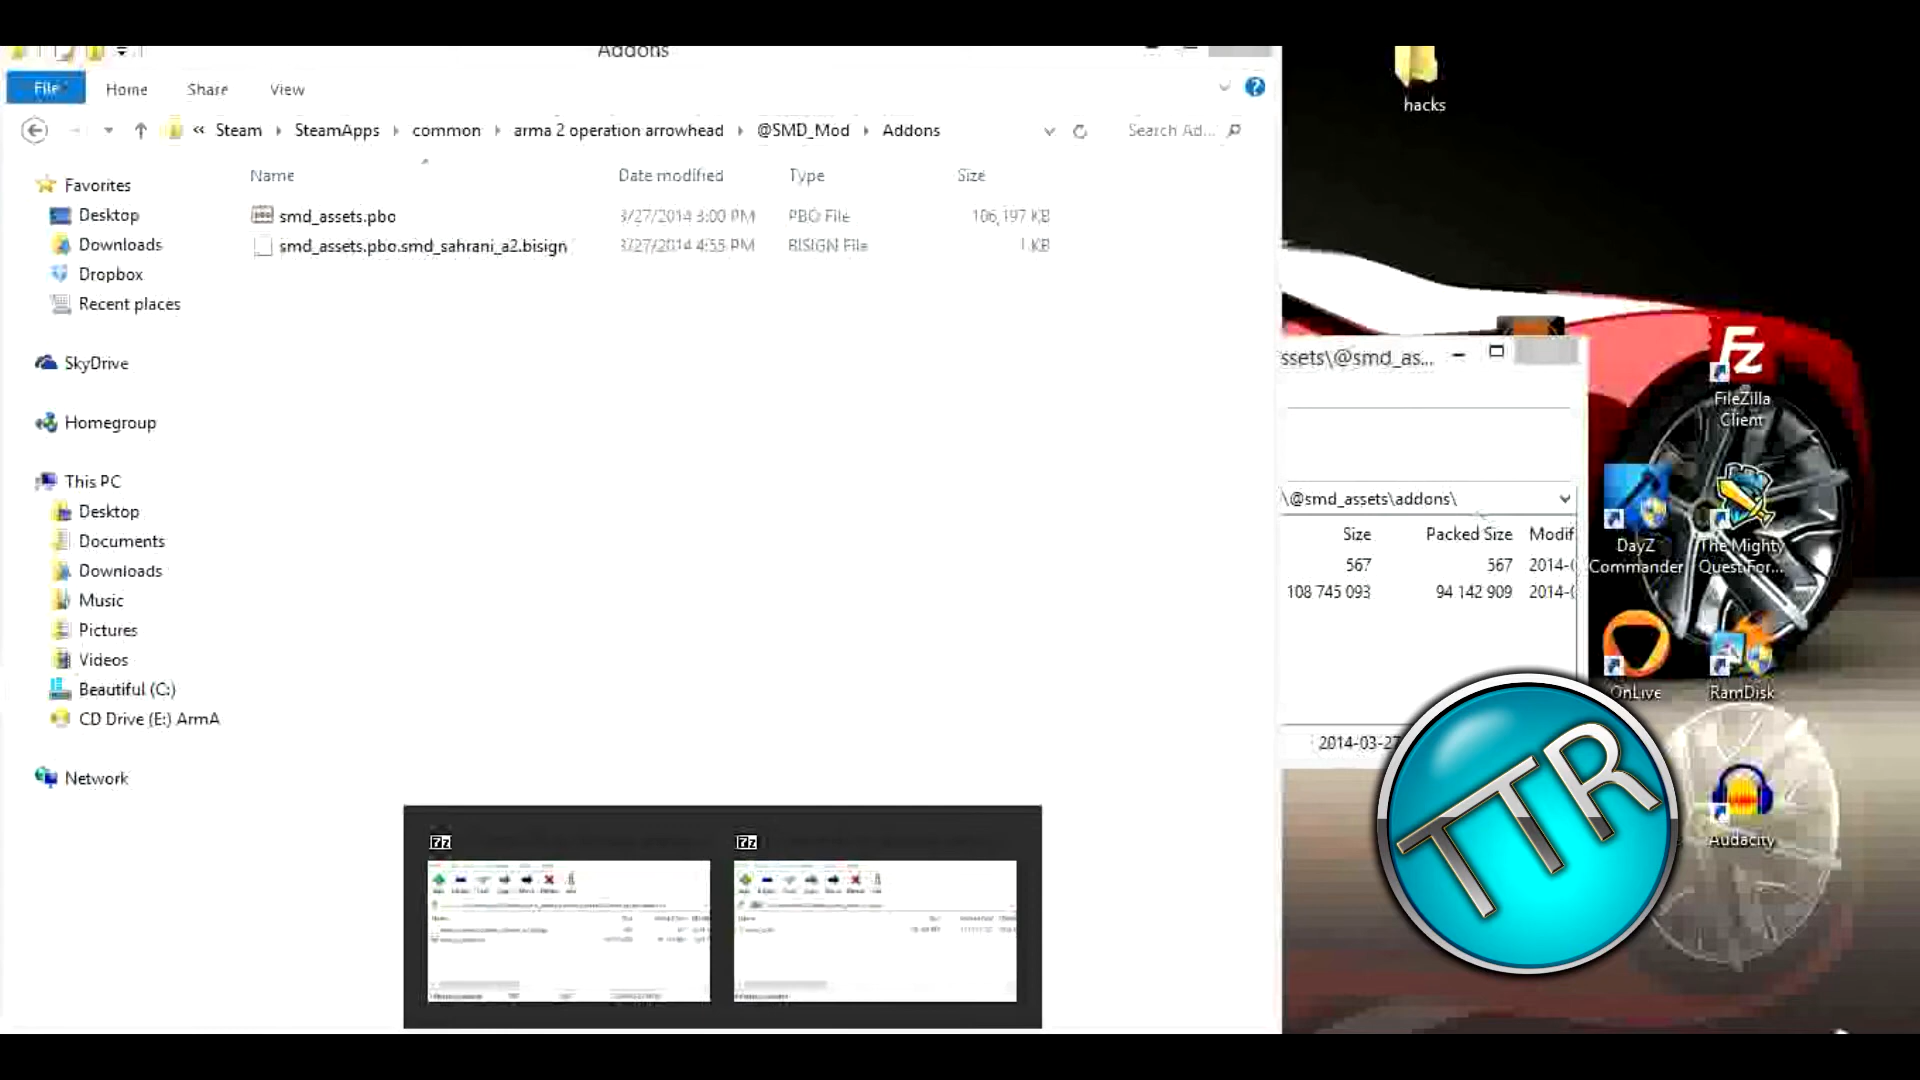 Addons
File Home Share View
« Steam SteamApps common arma 2 operation arrowhead @SMD_Mod Addons Search Ad...
Name Date modified Type Size
smd_assets.pbo 3/27/2014 3:00 PM PBO File 106,197 KB
smd_assets.pbo.smd_sahrani_a2.bisign 3/27/2014 4:55 PM BISIGN File 1 KB
Favorites
Desktop
Downloads
Dropbox
Recent places
SkyDrive
Homegroup
This PC
Desktop
Documents
Downloads
Music
Pictures
Videos
Beautiful (C:)
CD Drive (E:) ArmA
Network
7z 7z
hacks
ssets\@smd_as...
\@smd_assets\addons\
Size Packed Size Modif
567 567 2014-
108 745 093 94 142 909 2014-
2014-03-27
FileZilla
Client
DayZ
Commander
The Mighty
Quest For...
OnLive
RamDisk
Audacity
TTR